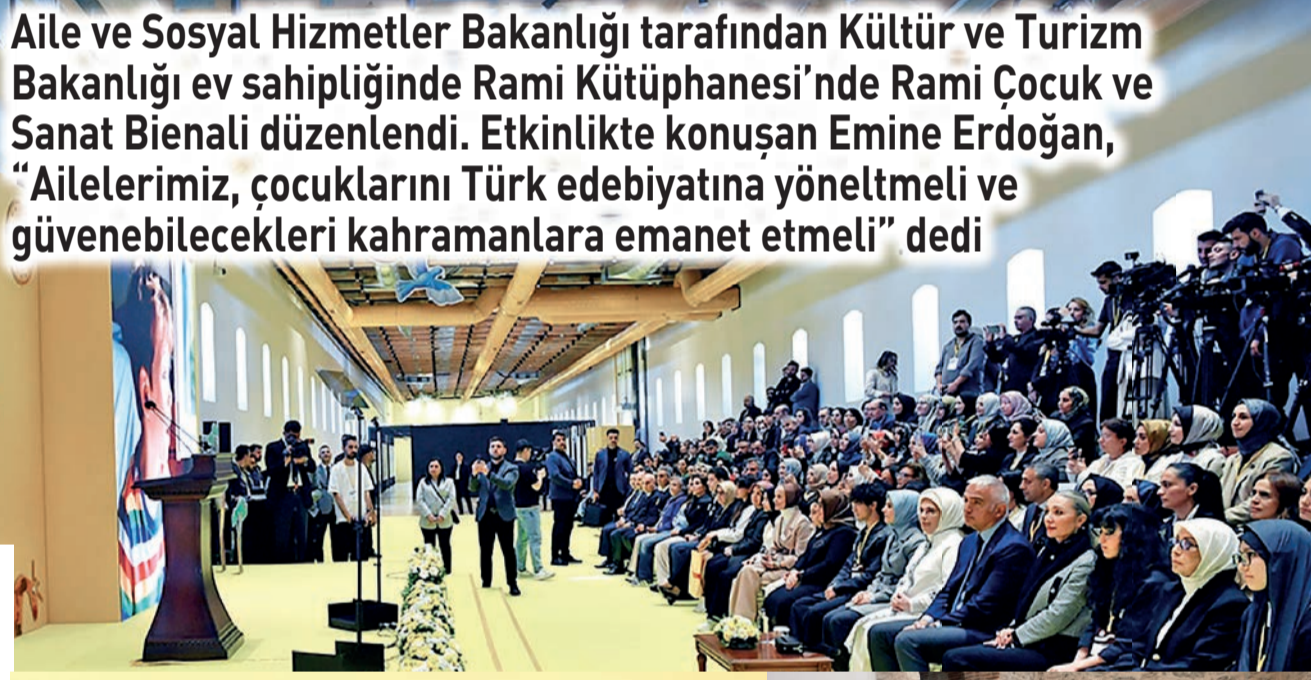 Aile ve Sosyal Hizmetler Bakanlığı tarafından Kültür ve Turizm
Bakanlığı ev sahipliğinde Rami Kütüphanesi’nde Rami Çocuk ve
Sanat Bienali düzenlendi. Etkinlikte konuşan Emine Erdoğan,
“Ailelerimiz, çocuklarını Türk edebiyatına yöneltmeli ve
güvenebilecekleri kahramanlara emanet etmeli” dedi